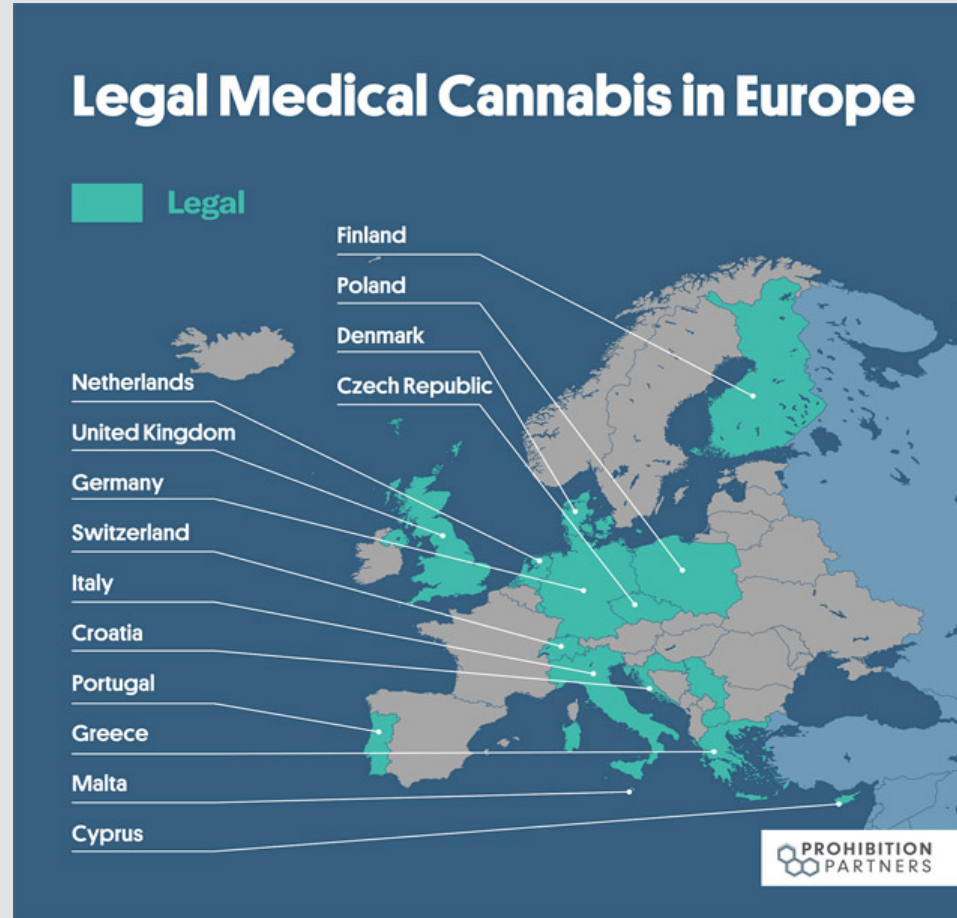 Legal Medical Cannabis in Europe
Legal
Finland
Poland
Denmark
Czech Republic
Netherlands
United Kingdom
Germany
Switzerland
Italy
Croatia
Portugal
Greece
Malta
Cyprus
PROHIBITION
PARTNERS